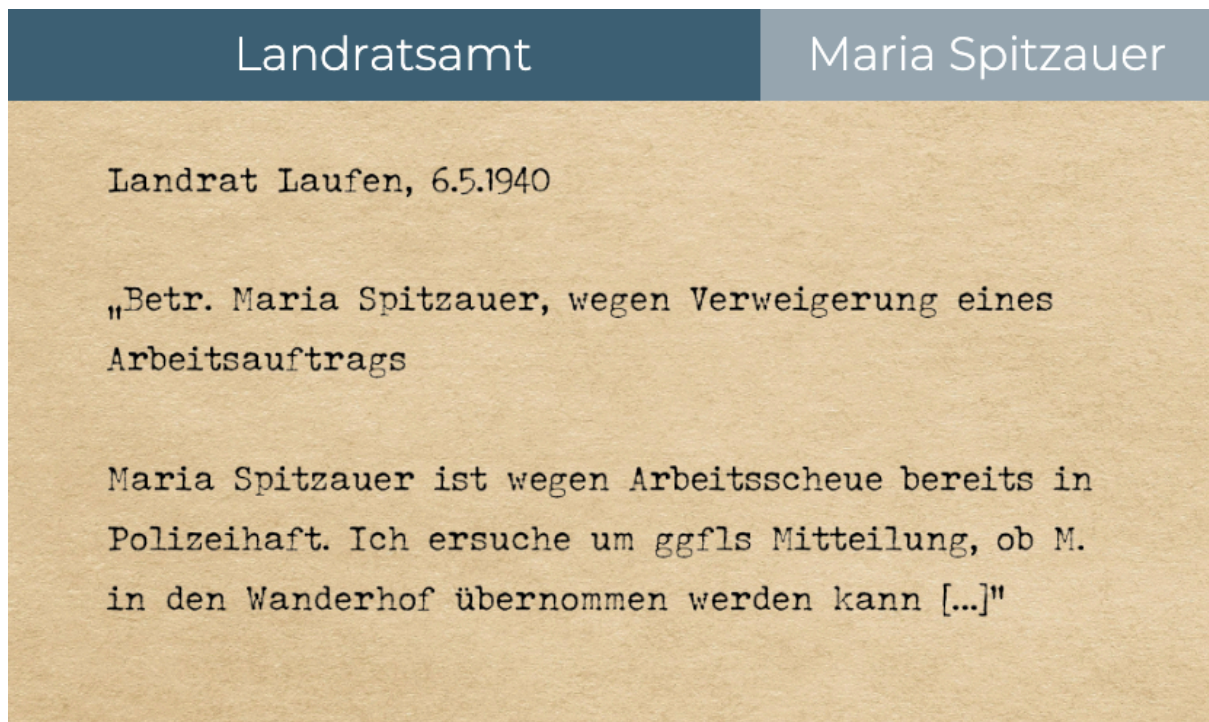 Landratsamt
Maria Spitzauer
Landrat Laufen, 6.5.1940
„Betr. Maria Spitzauer, wegen Verweigerung eines
Arbeitsauftrags
Maria Spitzauer ist wegen Arbeitsscheue bereits in
Polizeihaft. Ich ersuche um ggfls Mitteilung, ob M.
in den Wanderhof übernommen werden kann [...]"